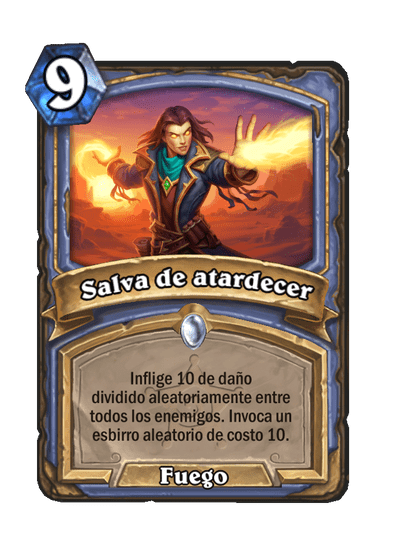 9
Salva de atardecer
Inflige 10 de daño
dividido aleatoriamente entre
todos los enemigos. Invoca un
esbirro aleatorio de costo 10.
Fuego